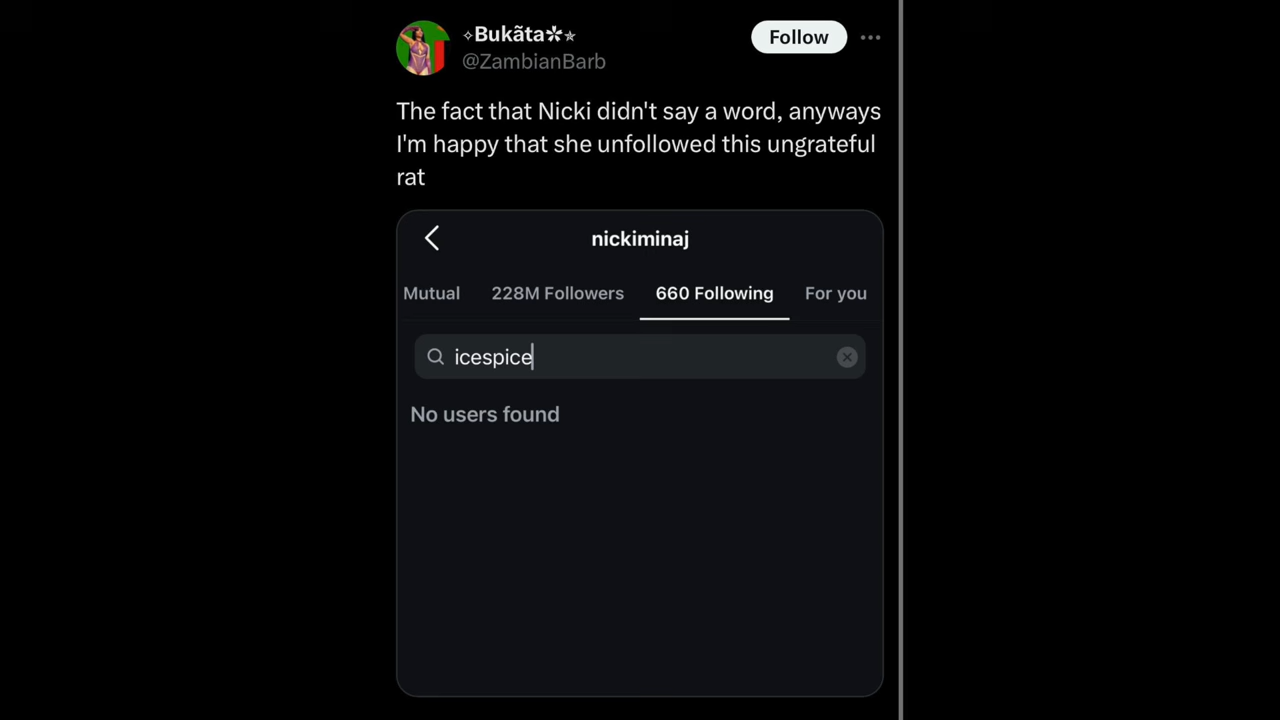 ✧Bukãta✲✯
Follow
@ZambianBarb
The fact that Nicki didn't say a word, anyways
I'm happy that she unfollowed this ungrateful
rat
nickiminaj
Mutual
228M Followers
660 Following
For you
icespice
No users found